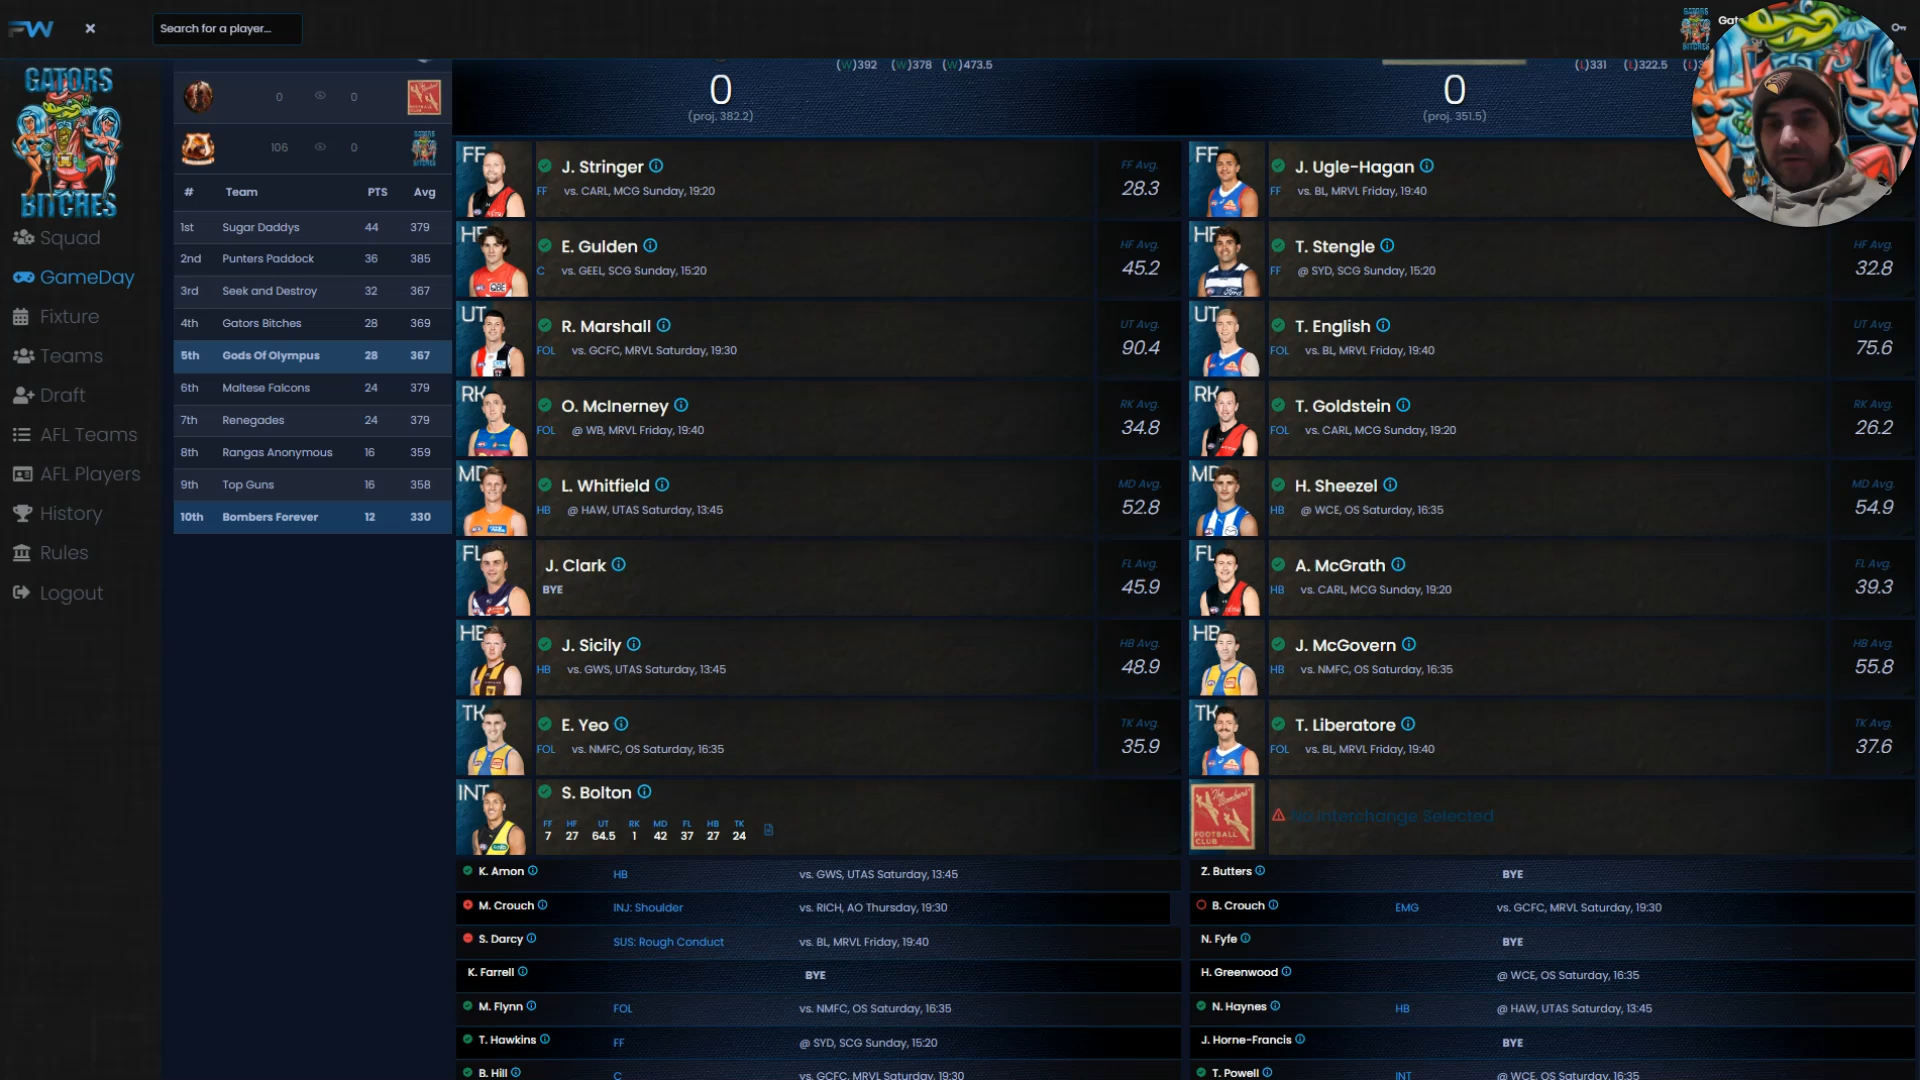 FW
Search for a player...
GATORS
BITCHES
Squad
GameDay
Fixture
Teams
Draft
AFL Teams
AFL Players
History
Rules
Logout
0 0
106 0
# Team PTS Avg
1st Sugar Daddys 44 379
2nd Punters Paddock 36 385
3rd Seek and Destroy 32 367
4th Gators Bitches 28 369
5th Gods Of Olympus 28 367
6th Maltese Falcons 24 379
7th Renegades 24 379
8th Rangas Anonymous 16 359
9th Top Guns 16 358
10th Bombers Forever 12 330
(W)392 (W)378 (W)473.5
0
(proj. 382.2)
FF J. Stringer
FF vs. CARL, MCG Sunday, 19:20
FF Avg.
28.3
HF E. Gulden
C vs. GEEL, SCG Sunday, 15:20
HF Avg.
45.2
UT R. Marshall
FOL vs. GCFC, MRVL Saturday, 19:30
UT Avg.
90.4
RK O. McInerney
FOL @ WB, MRVL Friday, 19:40
RK Avg.
34.8
MD L. Whitfield
HB @ HAW, UTAS Saturday, 13:45
MD Avg.
52.8
FL J. Clark
BYE
FL Avg.
45.9
HB J. Sicily
HB vs. GWS, UTAS Saturday, 13:45
HB Avg.
48.9
TK E. Yeo
FOL vs. NMFC, OS Saturday, 16:35
TK Avg.
35.9
INT S. Bolton
FF HF UT RK MD FL HB TK
7 27 64.5 1 42 37 27 24
K. Amon HB vs. GWS, UTAS Saturday, 13:45
M. Crouch INJ: Shoulder vs. RICH, AO Thursday, 19:30
S. Darcy SUS: Rough Conduct vs. BL, MRVL Friday, 19:40
K. Farrell BYE
M. Flynn FOL vs. NMFC, OS Saturday, 16:35
T. Hawkins FF @ SYD, SCG Sunday, 15:20
B. Hill C vs. GCFC, MRVL Saturday, 19:30
(L)331 (L)322.5
0
(proj. 351.5)
FF J. Ugle-Hagan
FF vs. BL, MRVL Friday, 19:40
HF T. Stengle
FF @ SYD, SCG Sunday, 15:20
HF Avg.
32.8
UT T. English
FOL vs. BL, MRVL Friday, 19:40
UT Avg.
75.6
RK T. Goldstein
FOL vs. CARL, MCG Sunday, 19:20
RK Avg.
26.2
MD H. Sheezel
HB @ WCE, OS Saturday, 16:35
MD Avg.
54.9
FL A. McGrath
HB vs. CARL, MCG Sunday, 19:20
FL Avg.
39.3
HB J. McGovern
HB vs. NMFC, OS Saturday, 16:35
HB Avg.
55.8
TK T. Liberatore
FOL vs. BL, MRVL Friday, 19:40
TK Avg.
37.6
The Bombers
FOOTBALL
CLUB
No Interchange Selected
Z. Butters BYE
B. Crouch EMG vs. GCFC, MRVL Saturday, 19:30
N. Fyfe BYE
H. Greenwood @ WCE, OS Saturday, 16:35
N. Haynes HB @ HAW, UTAS Saturday, 13:45
J. Horne-Francis BYE
T. Powell INT @ WCE, OS Saturday, 16:35